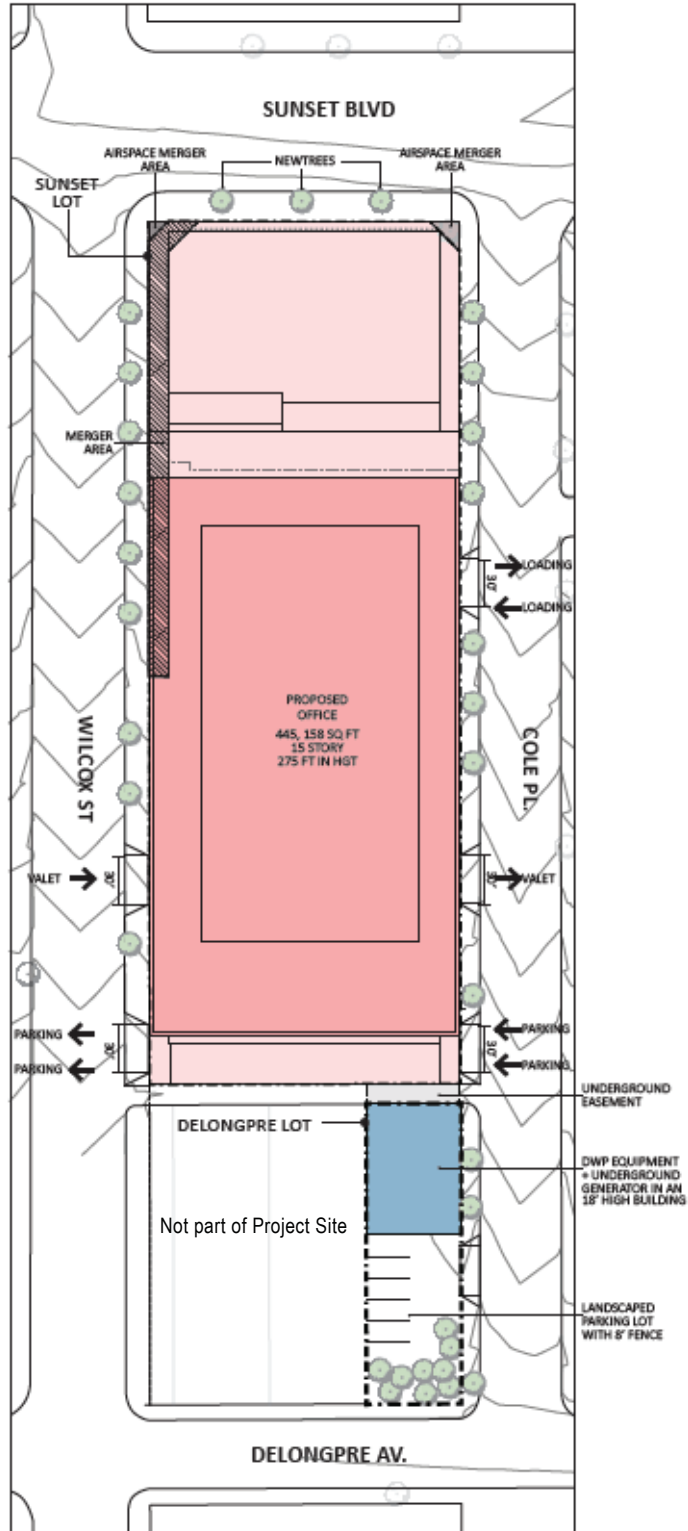 SUNSET BLVD
AIRSPACE MERGER
AREA
NEWTREES
AIRSPACE MERGER
AREA
SUNSET
LOT
MERGER
AREA
30'
LOADING
LOADING
PROPOSED
OFFICE
445, 158 SQ FT
15 STORY
275 FT IN HGT
WILCOX ST
COLE PL.
VALET
30'
30'
VALET
PARKING
PARKING
30'
30'
PARKING
PARKING
UNDERGROUND
EASEMENT
DELONGPRE LOT
DWP EQUIPMENT
+ UNDERGROUND
GENERATOR IN AN
18' HIGH BUILDING
Not part of Project Site
LANDSCAPED
PARKING LOT
WITH 8' FENCE
DELONGPRE AV.